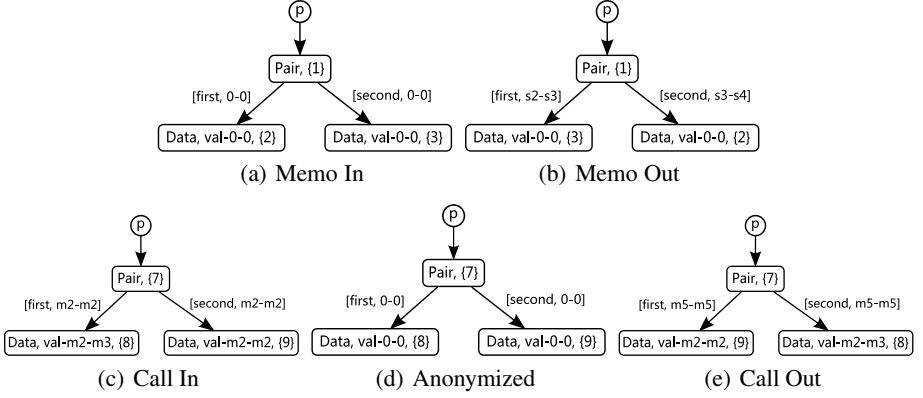 p
Pair, {1}
[first, 0-0] [second, 0-0]
Data, val-0-0, {2} Data, val-0-0, {3}
(a) Memo In
p
Pair, {1}
[first, s2-s3] [second, s3-s4]
Data, val-0-0, {3} Data, val-0-0, {2}
(b) Memo Out
p
Pair, {7}
[first, m2-m2] [second, m2-m2]
Data, val-m2-m3, {8} Data, val-m2-m2, {9}
(c) Call In
p
Pair, {7}
[first, 0-0] [second, 0-0]
Data, val-0-0, {8} Data, val-0-0, {9}
(d) Anonymized
p
Pair, {7}
[first, m5-m5] [second, m5-m5]
Data, val-m2-m2, {9} Data, val-m2-m3, {8}
(e) Call Out